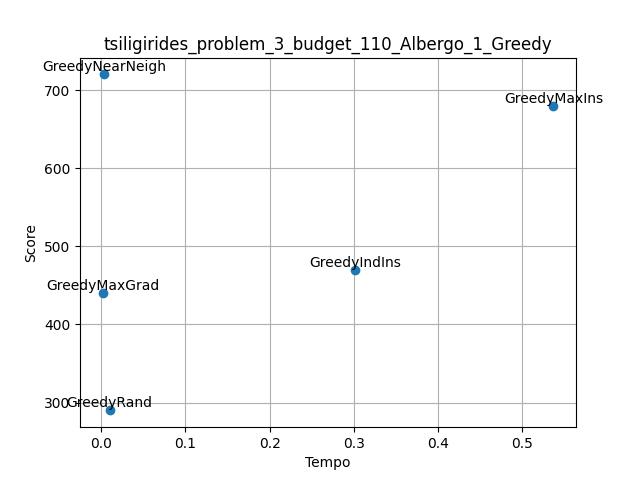 tsiligirides_problem_3_budget_110_Albergo_1_Greedy
GreedyNearNeigh
700
GreedyMaxIns
600
Score
500
GreedyIndIns
GreedyMaxGrad
400
300
GreedyRand
0.0 0.1 0.2 0.3 0.4 0.5
Tempo